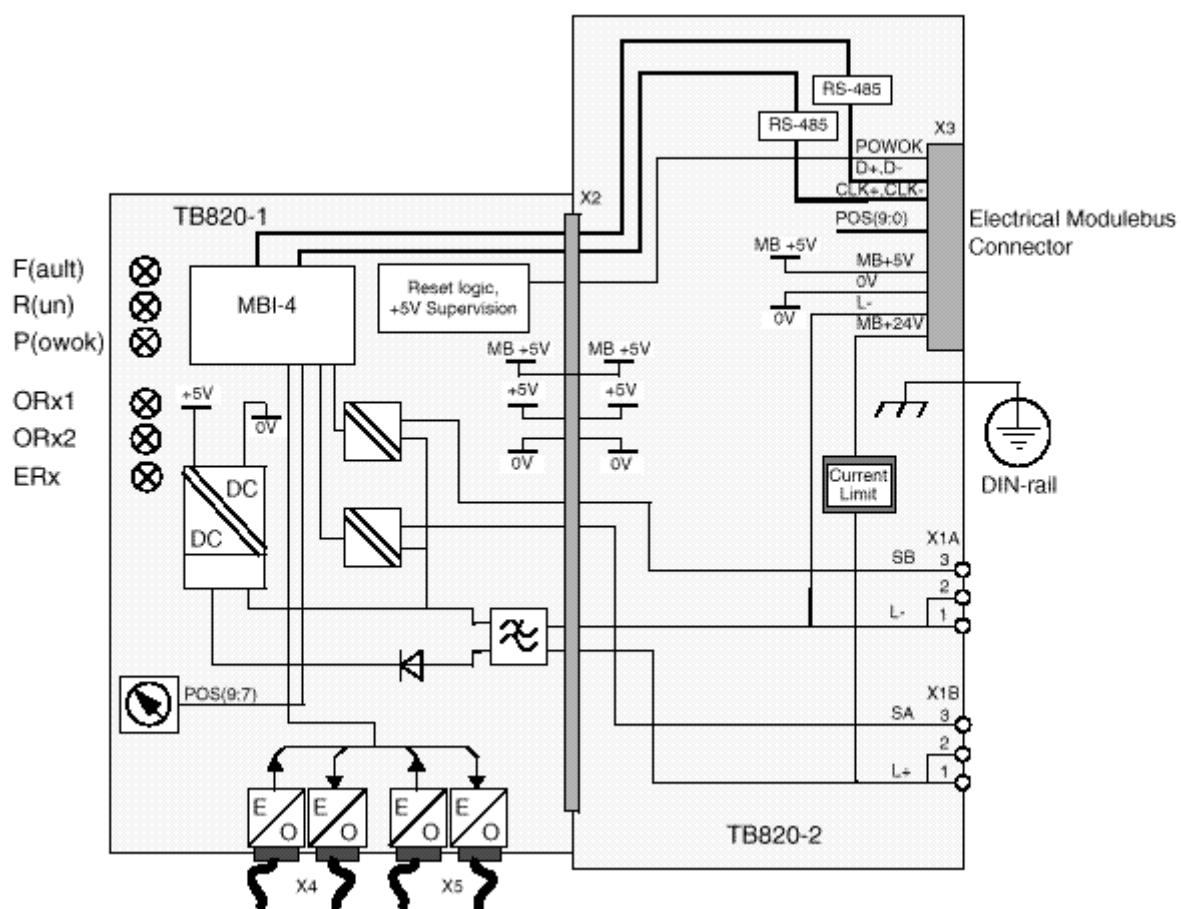 RS-485
RS-485
X3
POWOK
D+,D-
CLK+,CLK-
POS(9:0)
MB +5V
MB+5V
0V
0V
L-
MB+24V
Electrical Modulebus
Connector
X2
TB820-1
F(ault)
R(un)
P(owok)
MBI-4
Reset logic,
+5V Supervision
MB +5V
MB +5V
+5V
+5V
0V
0V
ORx1
ORx2
ERx
+5V
0V
DC
DC
Current
Limit
DIN-rail
X1A
SB
3
2
L-
1
X1B
SA
3
2
L+
1
POS(9:7)
E
O
E
O
E
O
E
O
X4
X5
TB820-2